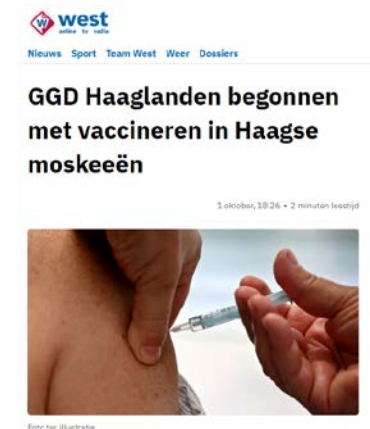 west
online tv radio
Nieuws Sport Team West Weer Dossiers
GGD Haaglanden begonnen
met vaccineren in Haagse
moskeeën
1 oktober, 18:26 • 2 minuten leestijd
Foto ter illustratie